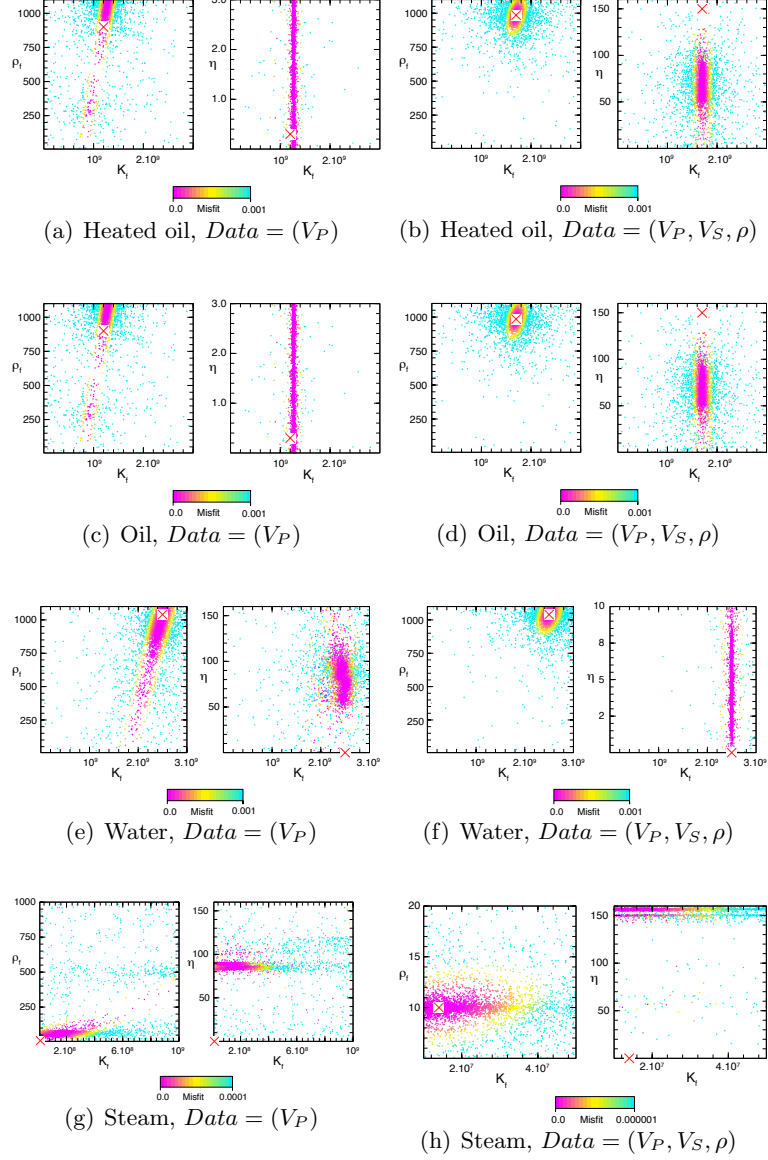 1000
750
ρf
500
250
10⁹
2.10⁹
Kf
3.0
2.0
η
1.0
10⁹
2.10⁹
Kf
0.0 Misfit 0.001
(a) Heated oil, Data = (VP)
1000
750
ρf
500
250
10⁹
2.10⁹
Kf
150
100
η
50
10⁹
2.10⁹
Kf
0.0 Misfit 0.001
(b) Heated oil, Data = (VP, VS, ρ)
1000
750
ρf
500
250
10⁹
2.10⁹
Kf
3.0
2.0
η
1.0
10⁹
2.10⁹
Kf
0.0 Misfit 0.001
(c) Oil, Data = (VP)
1000
750
ρf
500
250
10⁹
2.10⁹
Kf
150
η
100
50
10⁹
2.10⁹
Kf
0.0 Misfit 0.001
(d) Oil, Data = (VP, VS, ρ)
1000
750
ρf
500
250
10⁹
2.10⁹
3.10⁹
Kf
150
100
η
50
10⁹
2.10⁹
3.10⁹
Kf
0.0 Misfit 0.001
(e) Water, Data = (VP)
1000
750
ρf
500
250
10⁹
2.10⁹
3.10⁹
Kf
10
8
η
5
2
10⁹
2.10⁹
3.10⁹
Kf
0.0 Misfit 0.001
(f) Water, Data = (VP, VS, ρ)
1000
750
ρf
500
250
2.10⁸
6.10⁸
10⁹
Kf
150
η
100
50
2.10⁸
6.10⁸
10⁹
Kf
0.0 Misfit 0.001
(g) Steam, Data = (VP)
20
15
ρf
10
2.10⁷
4.10⁷
Kf
150
100
η
50
2.10⁷
4.10⁷
Kf
0.0 Misfit 0.000001
(h) Steam, Data = (VP, VS, ρ)